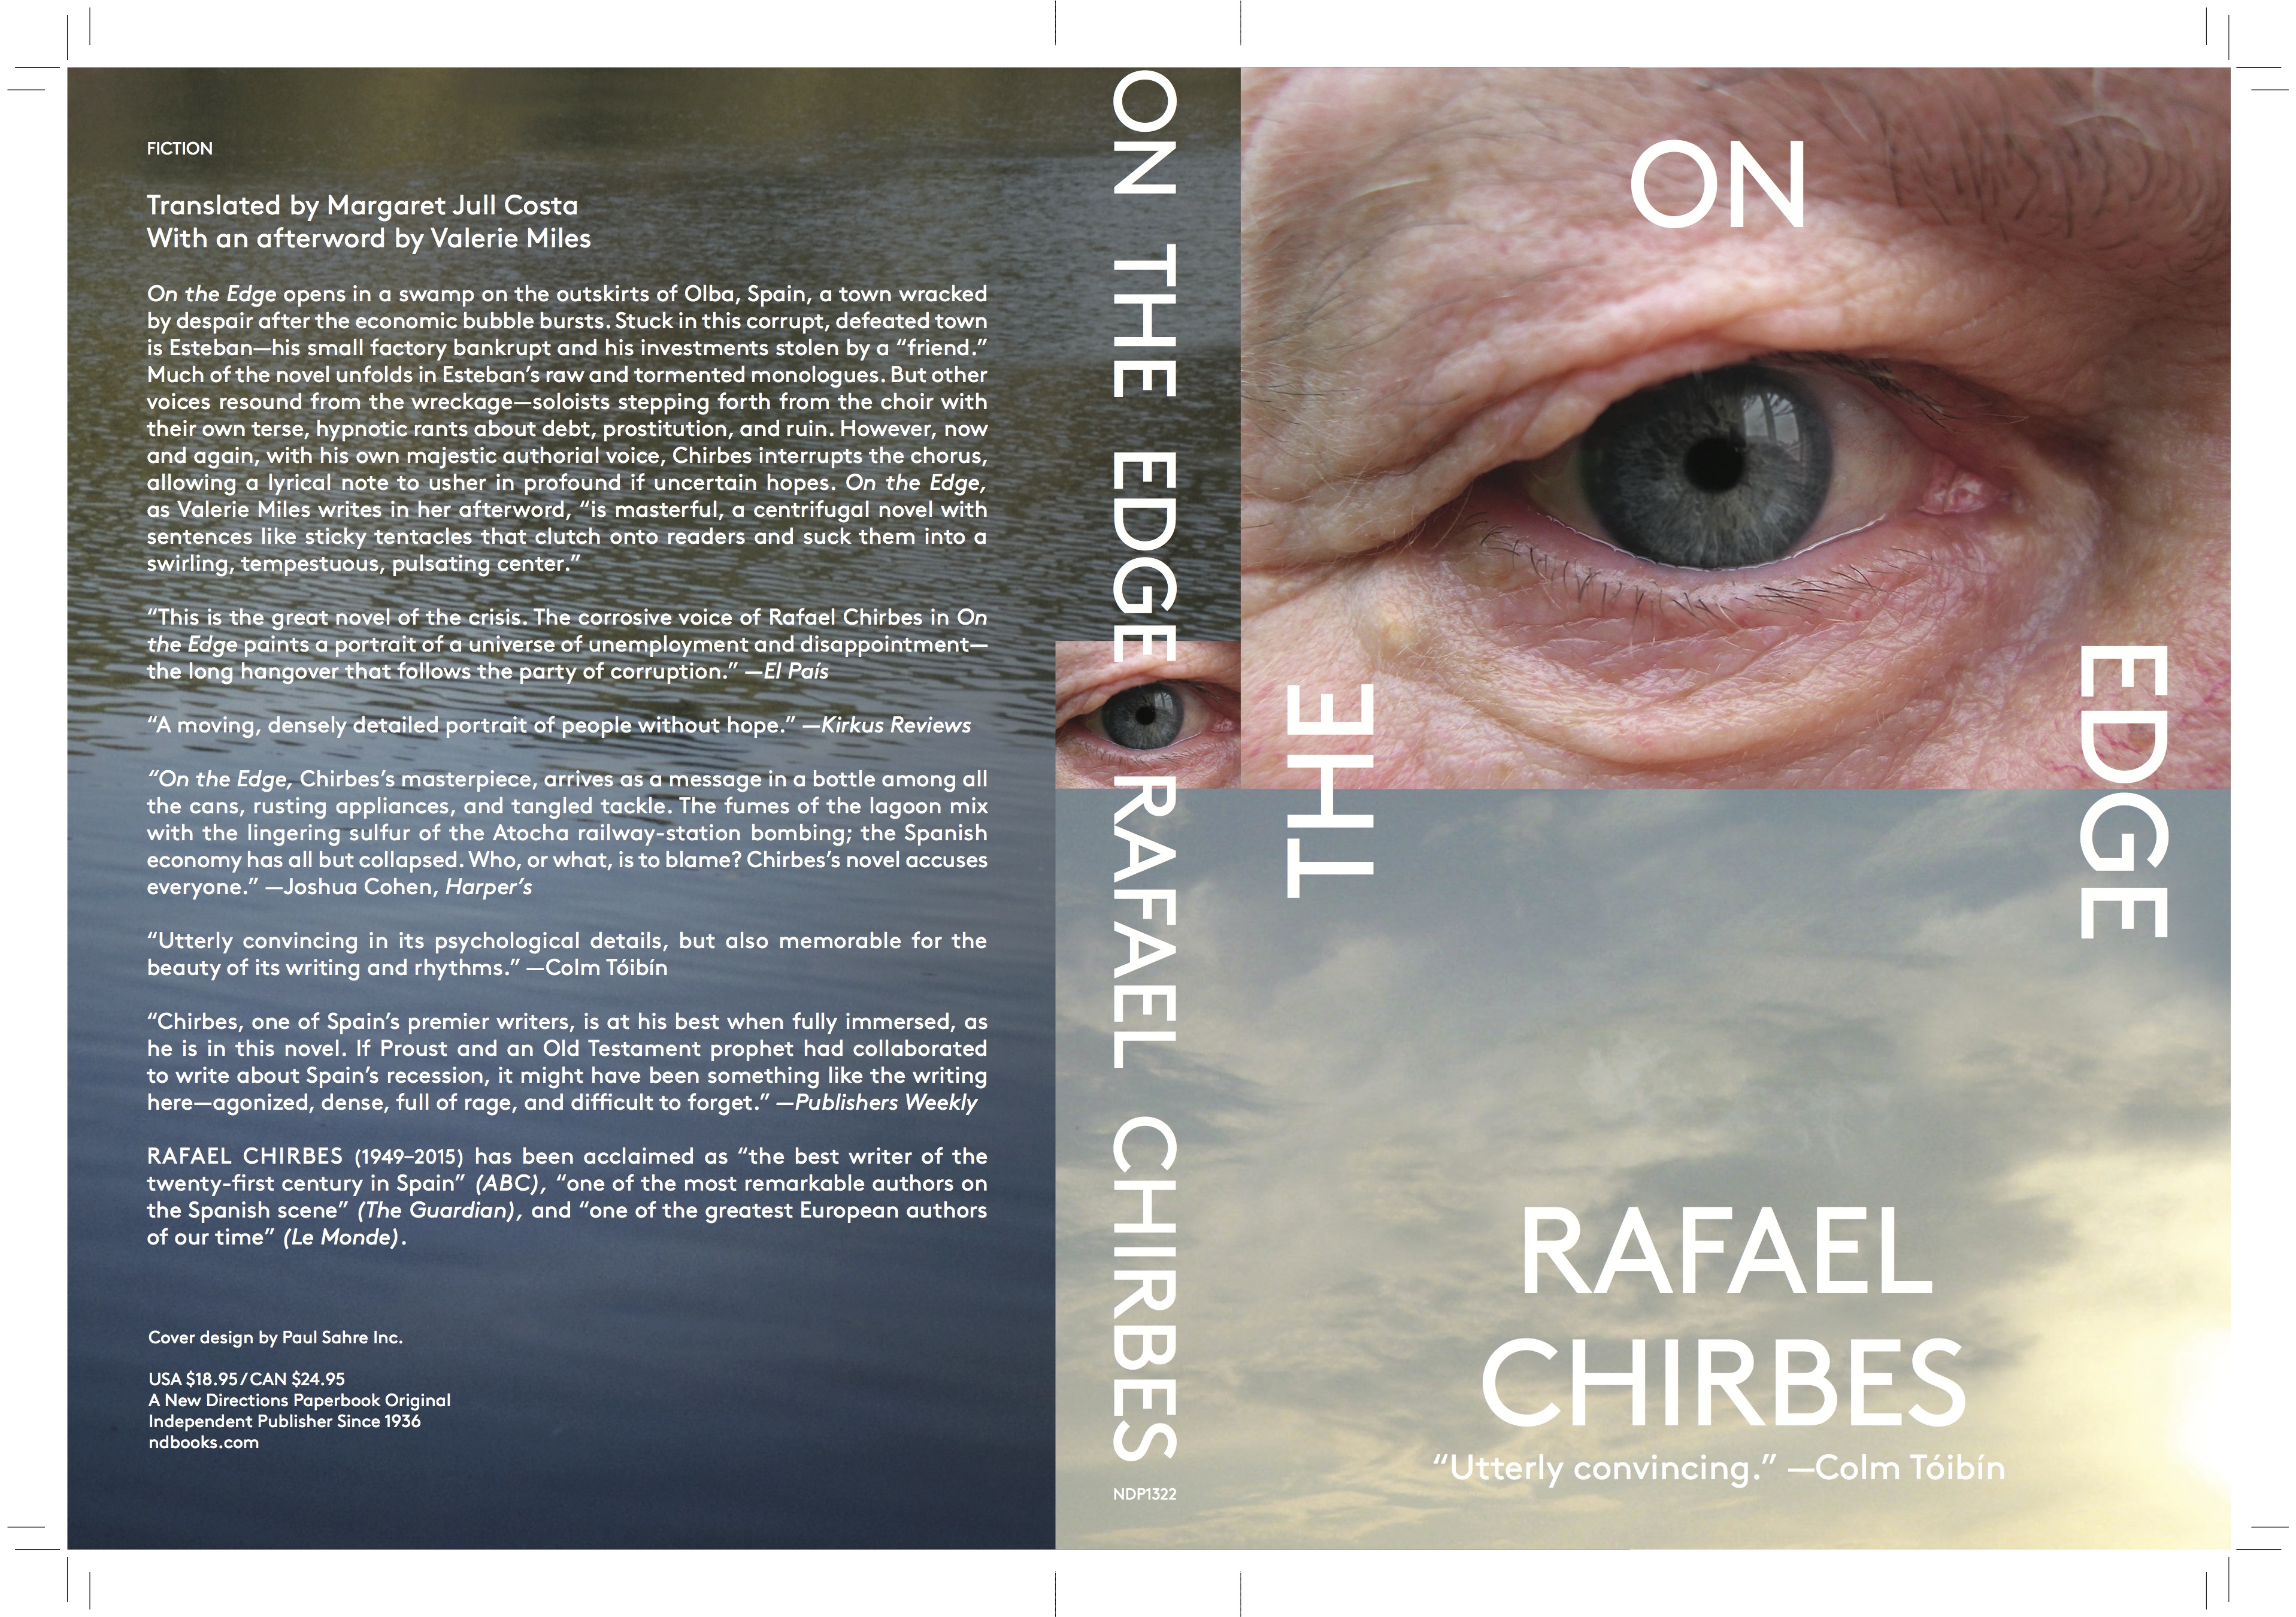 FICTION
Translated by Margaret Jull Costa
With an afterword by Valerie Miles
On the Edge opens in a swamp on the outskirts of Olba, Spain, a town wracked
by despair after the economic bubble bursts. Stuck in this corrupt, defeated town
is Esteban—his small factory bankrupt and his investments stolen by a “friend.”
Much of the novel unfolds in Esteban’s raw and tormented monologues. But other
voices resound from the wreckage—soloists stepping forth from the choir with
their own terse, hypnotic rants about debt, prostitution, and ruin. However, now
and again, with his own majestic authorial voice, Chirbes interrupts the chorus,
allowing a lyrical note to usher in profound if uncertain hopes. On the Edge,
as Valerie Miles writes in her afterword, “is masterful, a centrifugal novel with
sentences like sticky tentacles that clutch onto readers and suck them into a
swirling, tempestuous, pulsating center.”
“This is the great novel of the crisis. The corrosive voice of Rafael Chirbes in On
the Edge paints a portrait of a universe of unemployment and disappointment—
the long hangover that follows the party of corruption.” —El País
“A moving, densely detailed portrait of people without hope.” —Kirkus Reviews
“On the Edge, Chirbes’s masterpiece, arrives as a message in a bottle among all
the cans, rusting appliances, and tangled tackle. The fumes of the lagoon mix
with the lingering sulfur of the Atocha railway-station bombing; the Spanish
economy has all but collapsed. Who, or what, is to blame? Chirbes’s novel accuses
everyone.” —Joshua Cohen, Harper’s
“Utterly convincing in its psychological details, but also memorable for the
beauty of its writing and rhythms.” —Colm Tóibín
“Chirbes, one of Spain’s premier writers, is at his best when fully immersed, as
he is in this novel. If Proust and an Old Testament prophet had collaborated
to write about Spain’s recession, it might have been something like the writing
here—agonized, dense, full of rage, and difficult to forget.” —Publishers Weekly
RAFAEL CHIRBES (1949–2015) has been acclaimed as “the best writer of the
twenty-first century in Spain” (ABC), “one of the most remarkable authors on
the Spanish scene” (The Guardian), and “one of the greatest European authors
of our time” (Le Monde).
Cover design by Paul Sahre Inc.
USA $18.95/CAN $24.95
A New Directions Paperbook Original
Independent Publisher Since 1936
ndbooks.com
ON THE EDGE RAFAEL CHIRBES
NDP1322
ON
THE
EDGE
RAFAEL
CHIRBES
“Utterly convincing.” —Colm Tóibín